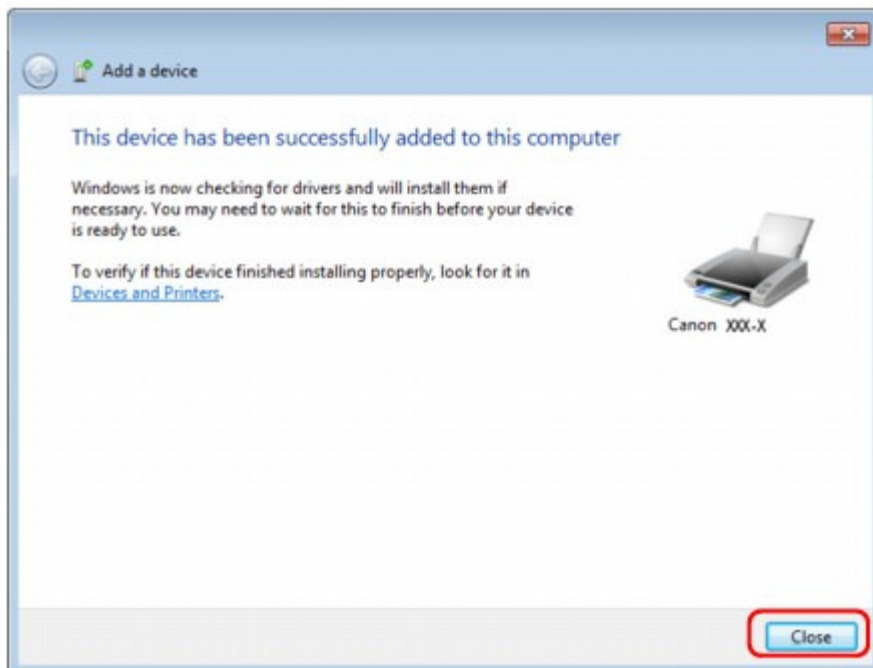 Add a device
This device has been successfully added to this computer
Windows is now checking for drivers and will install them if
necessary. You may need to wait for this to finish before your device
is ready to use.
To verify if this device finished installing properly, look for it in
Devices and Printers.
Canon XXX-X
Close